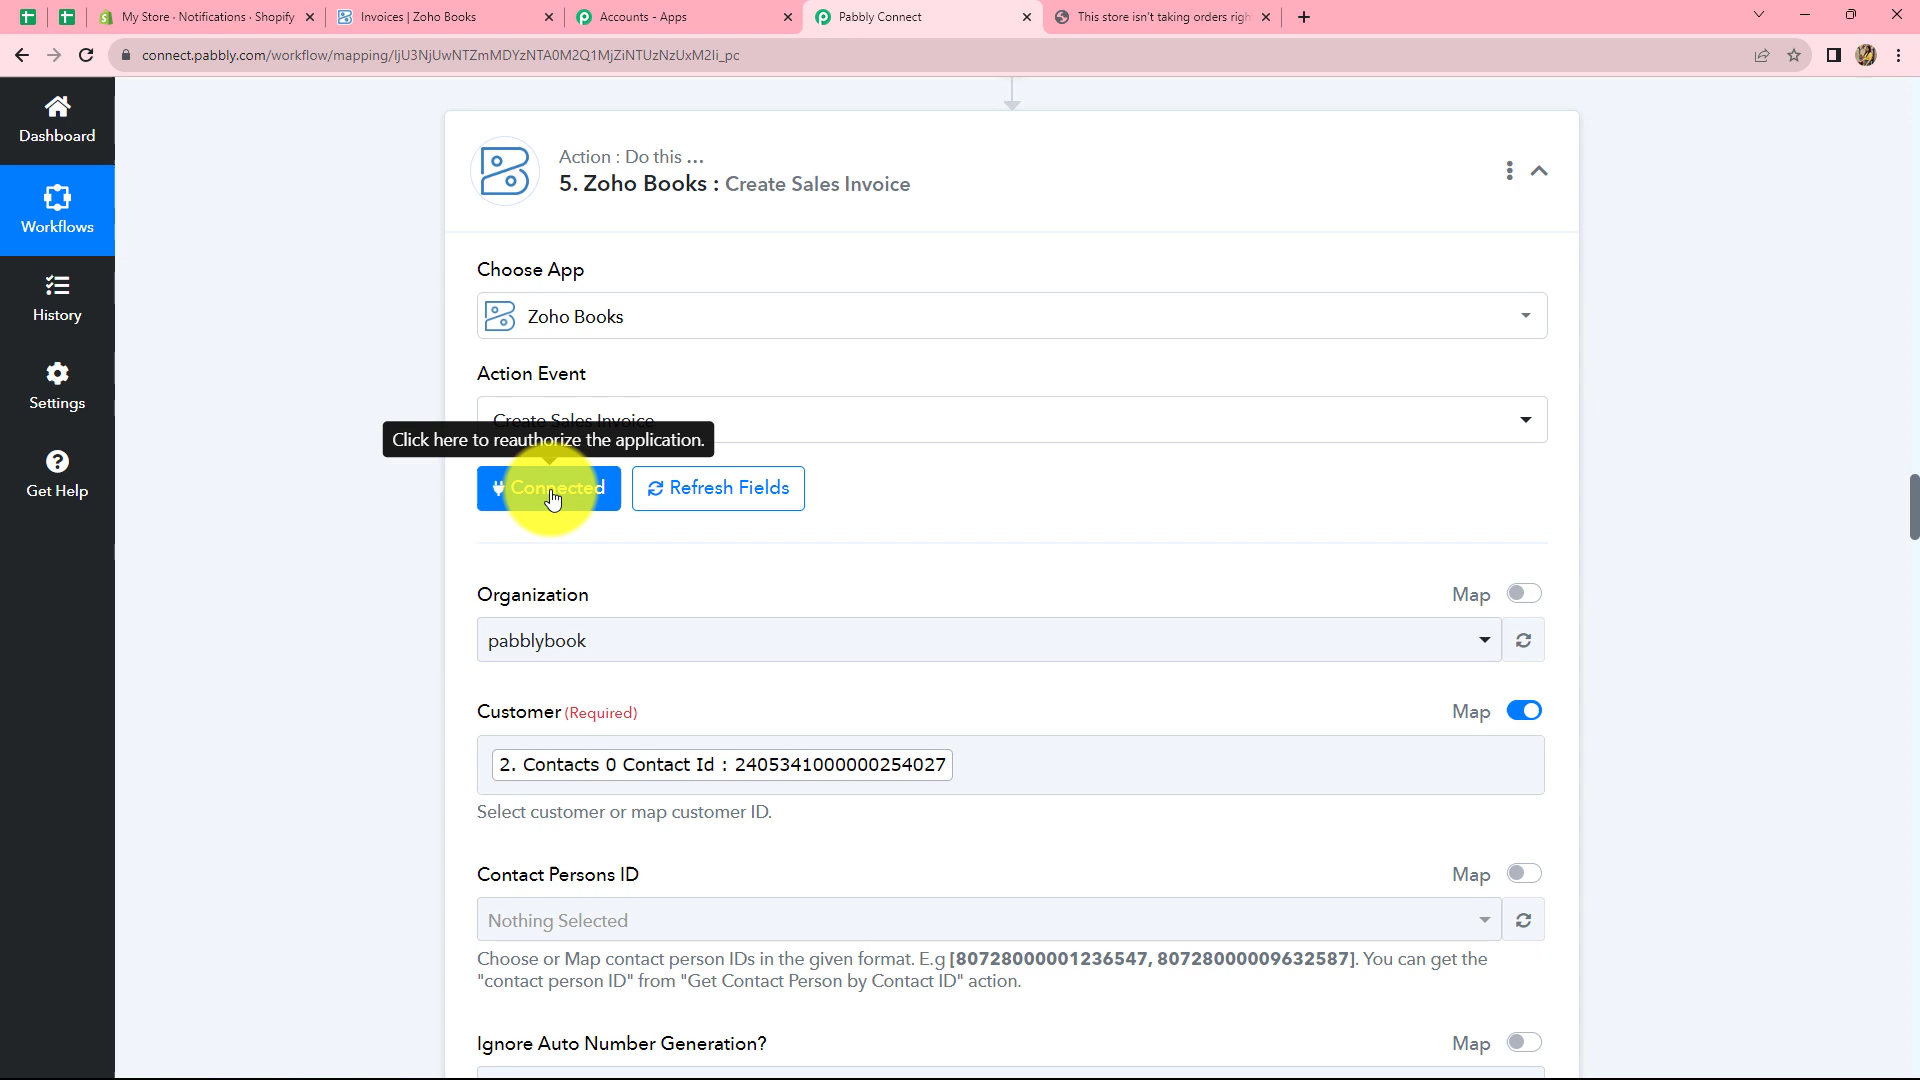 My Store · Notifications · Shopify
Invoices | Zoho Books
Accounts - Apps
Pabbly Connect
This store isn't taking orders righ
connect.pabbly.com/workflow/mapping/IjU3NjUwNTZmMDYzNTA0M2Q1MjZiNTUzNzUxM2Ii_pc
Dashboard
Workflows
History
Settings
Get Help
Action : Do this ...
5. Zoho Books : Create Sales Invoice
Choose App
Zoho Books
Action Event
Create Sales Invoice
Click here to reauthorize the application.
Connected
Refresh Fields
Organization
Map
pabblybook
Customer (Required)
Map
2. Contacts 0 Contact Id : 2405341000000254027
Select customer or map customer ID.
Contact Persons ID
Map
Nothing Selected
Choose or Map contact person IDs in the given format. E.g [80728000001236547, 80728000009632587]. You can get the
"contact person ID" from "Get Contact Person by Contact ID" action.
Ignore Auto Number Generation?
Map